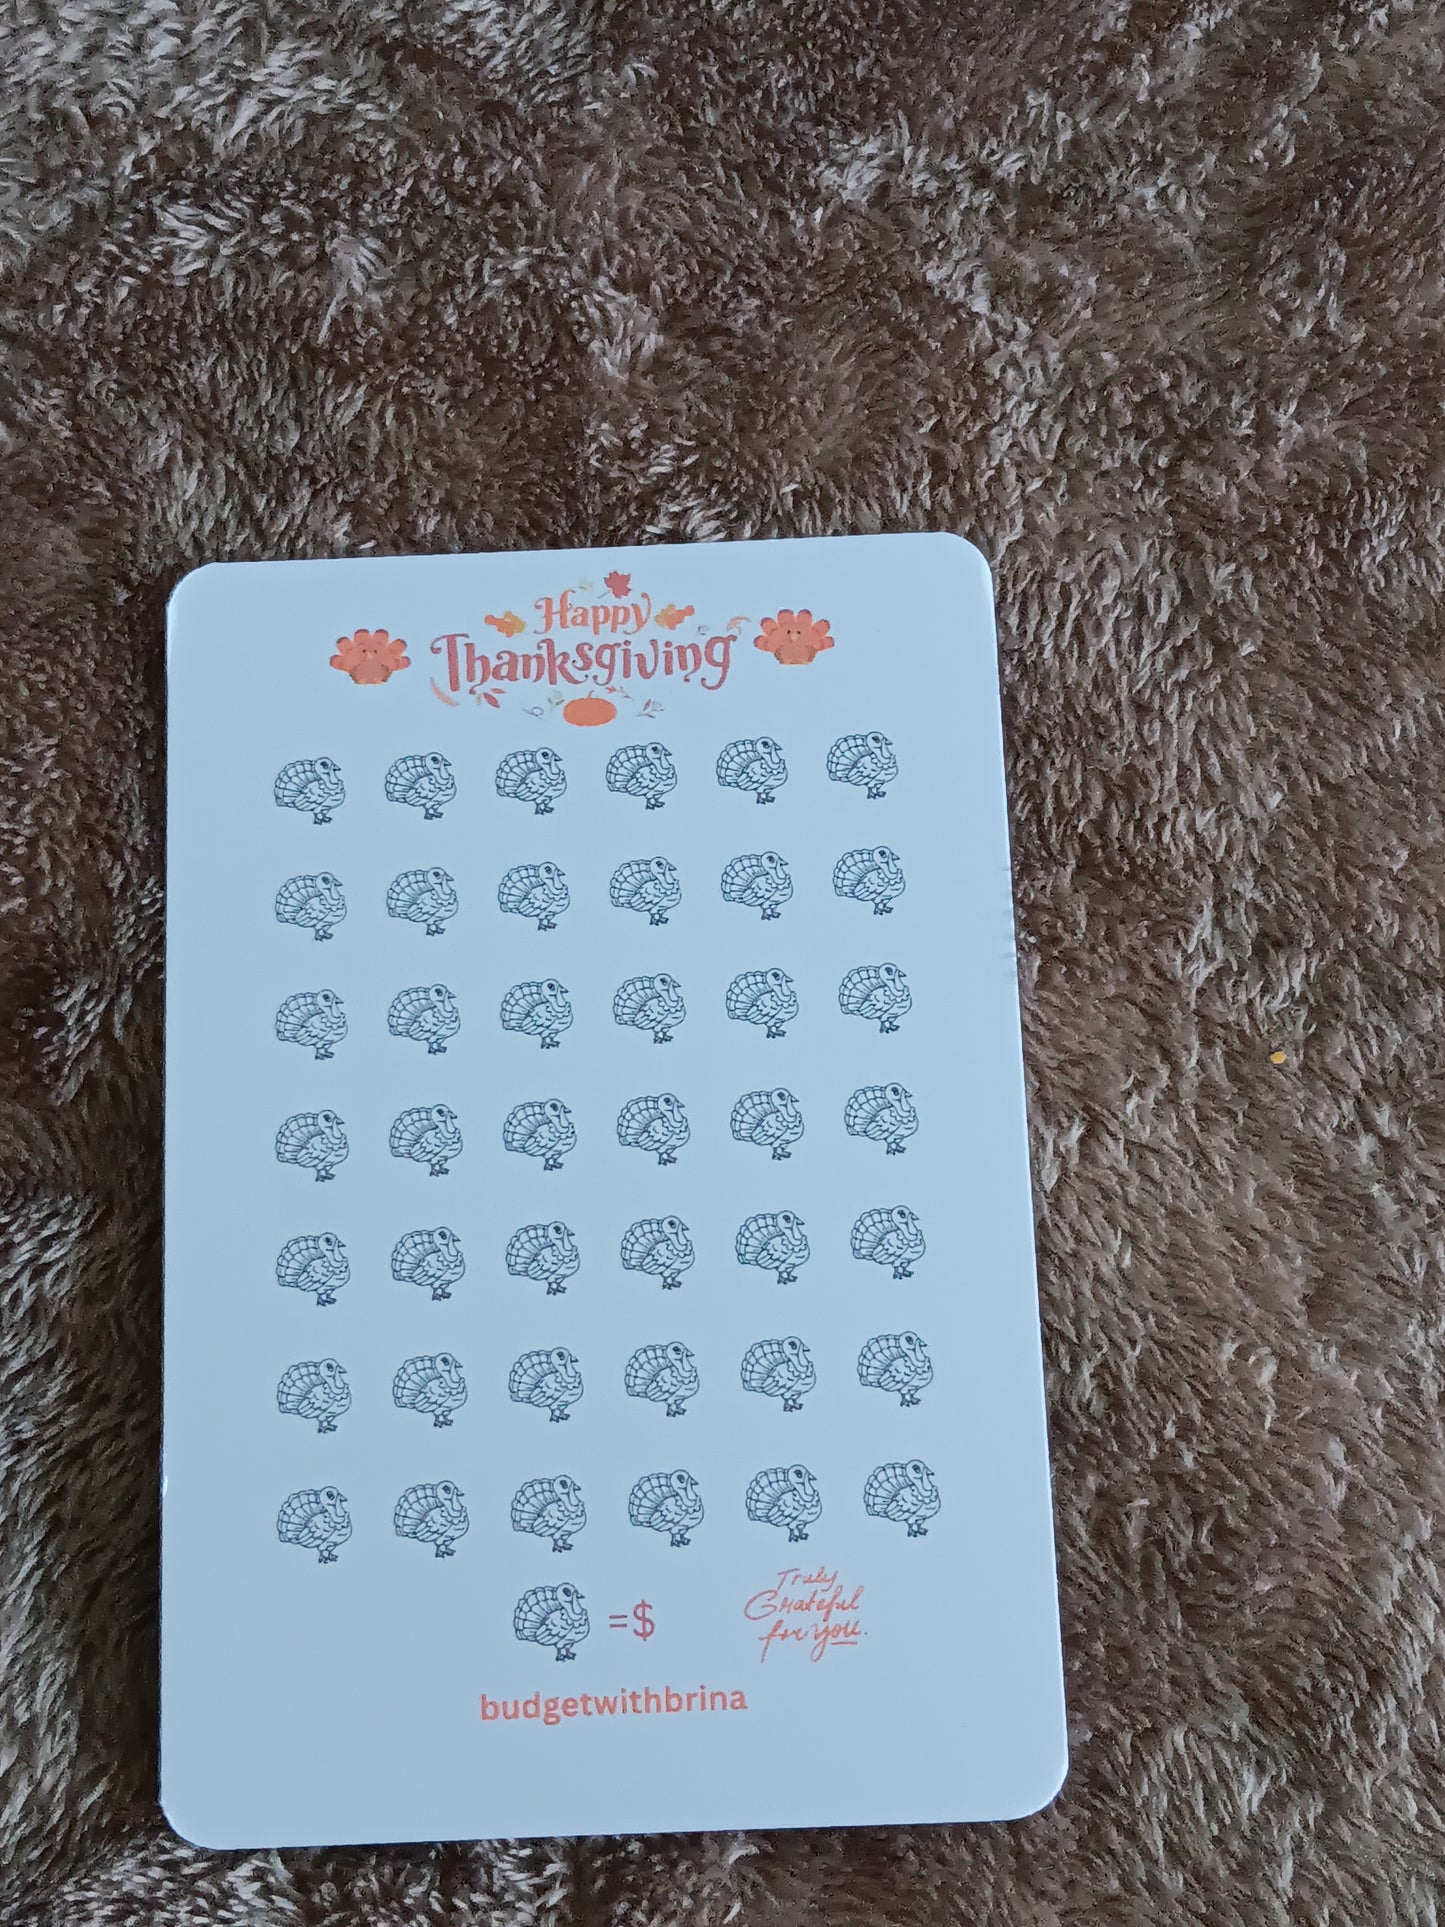 Happy
Thanksgiving
=$
Truly
Grateful
for you.
budgetwithbrina